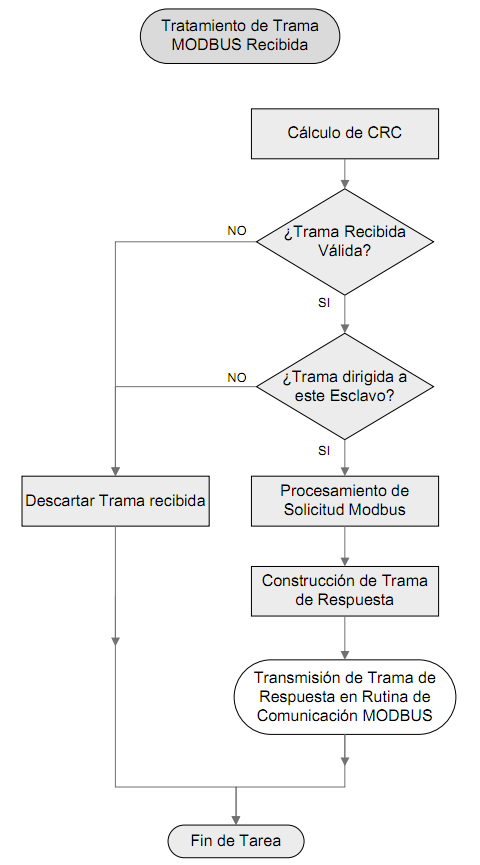 Tratamiento de Trama
MODBUS Recibida
Cálculo de CRC
¿Trama Recibida
Válida?
NO
SI
¿Trama dirigida a
este Esclavo?
NO
SI
Descartar Trama recibida
Procesamiento de
Solicitud Modbus
Construcción de Trama
de Respuesta
Transmisión de Trama de
Respuesta en Rutina de
Comunicación MODBUS
Fin de Tarea